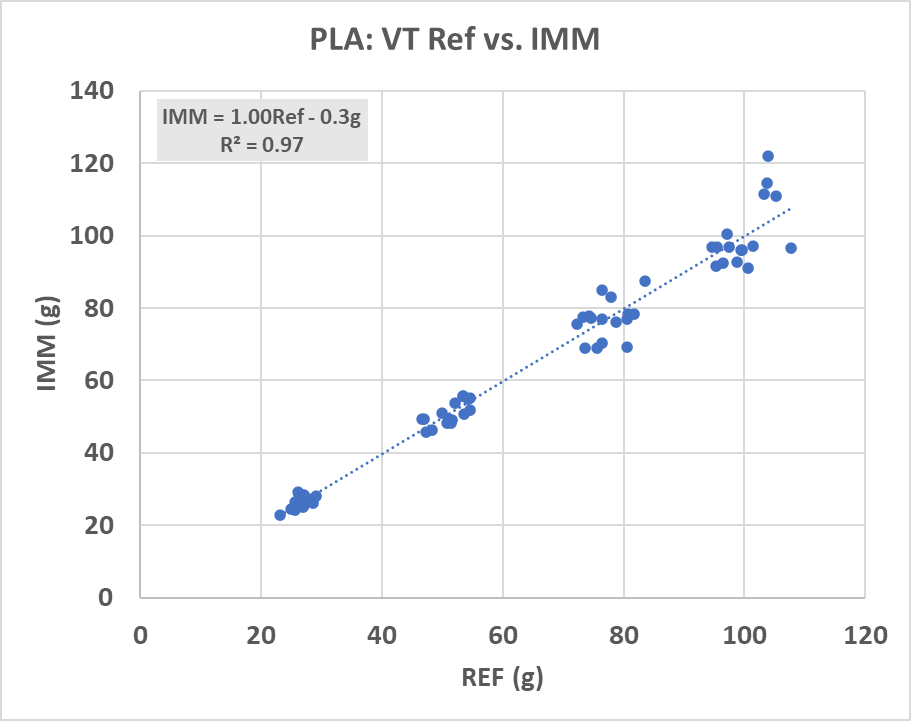 PLA: VT Ref vs. IMM
IMM = 1.00Ref - 0.3g
R² = 0.97
140
120
100
80
60
40
20
0
IMM (g)
0 20 40 60 80 100 120
REF (g)